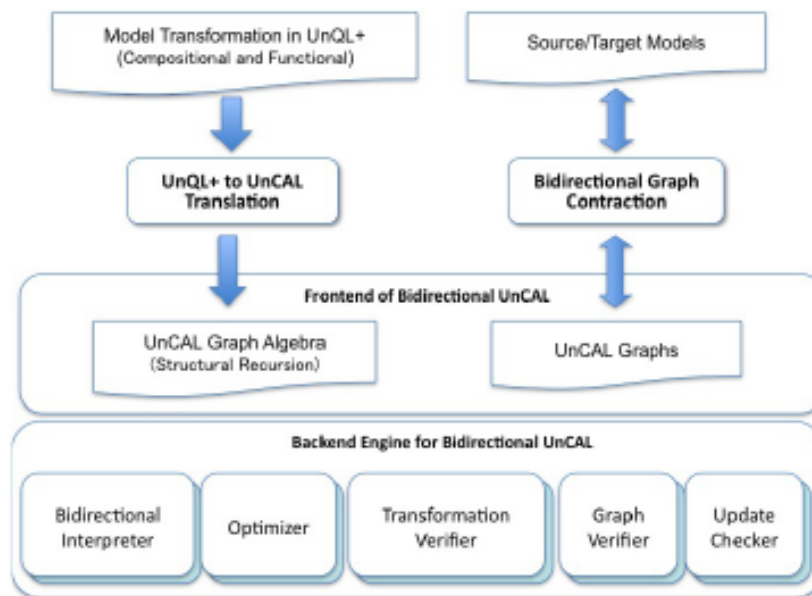 Model Transformation in UnQL+
(Compositional and Functional)
Source/Target Models
UnQL+ to UnCAL
Translation
Bidirectional Graph
Contraction
Frontend of Bidirectional UnCAL
UnCAL Graph Algebra
(Structural Recursion)
UnCAL Graphs
Backend Engine for Bidirectional UnCAL
Bidirectional
Interpreter
Optimizer
Transformation
Verifier
Graph
Verifier
Update
Checker